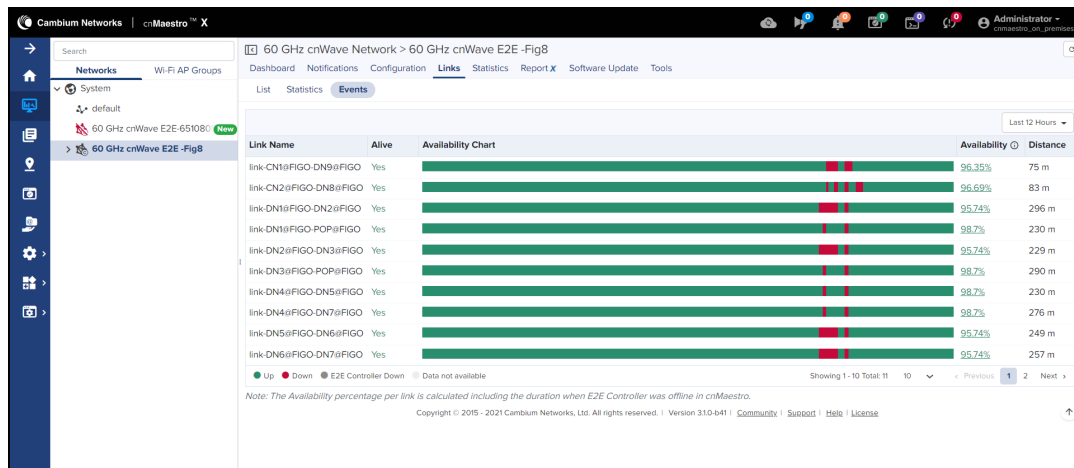 Cambium Networks | cnMaestro™ X
0 0 0 0 0 Administrator
cnmaestro_on_premises
Search
Networks Wi-Fi AP Groups
System
default
60 GHz cnWave E2E-651080 New
60 GHz cnWave E2E -Fig8
60 GHz cnWave Network > 60 GHz cnWave E2E -Fig8
Dashboard Notifications Configuration Links Statistics Report X Software Update Tools
List Statistics Events
Last 12 Hours
Link Name Alive Availability Chart Availability Distance
link-CN1@FIGO-DN9@FIGO Yes 96.35% 75 m
link-CN2@FIGO-DN8@FIGO Yes 96.69% 83 m
link-DN1@FIGO-DN2@FIGO Yes 95.74% 296 m
link-DN1@FIGO-POP@FIGO Yes 98.7% 230 m
link-DN2@FIGO-DN3@FIGO Yes 95.74% 229 m
link-DN3@FIGO-POP@FIGO Yes 98.7% 290 m
link-DN4@FIGO-DN5@FIGO Yes 98.7% 230 m
link-DN4@FIGO-DN7@FIGO Yes 98.7% 276 m
link-DN5@FIGO-DN6@FIGO Yes 95.74% 249 m
link-DN6@FIGO-DN7@FIGO Yes 95.74% 257 m
Up Down E2E Controller Down Data not available Showing 1 - 10 Total: 11 10 < Previous 1 2 Next >
Note: The Availability percentage per link is calculated including the duration when E2E Controller was offline in cnMaestro.
Copyright © 2015 - 2021 Cambium Networks, Ltd. All rights reserved. | Version 3.1.0-b41 | Community | Support | Help | License